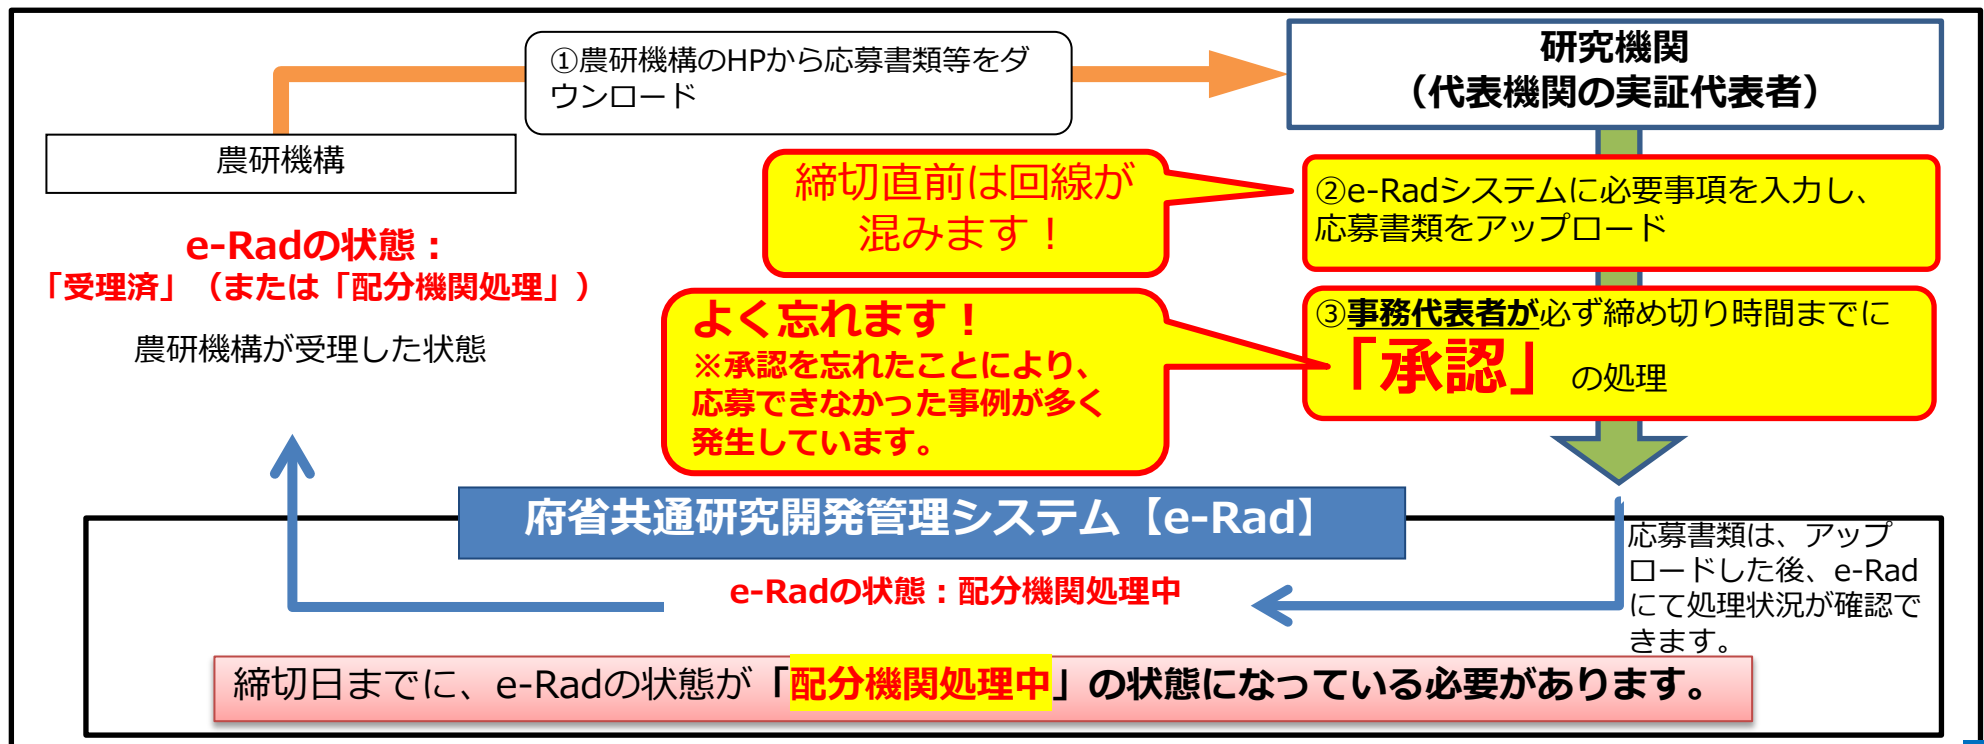 ①農研機構のHPから応募書類等をダ
ウンロード
研究機関
（代表機関の実証代表者）
農研機構
締切直前は回線が
混みます！
②e-Radシステムに必要事項を入力し、
応募書類をアップロード
e-Radの状態：
「受理済」（または「配分機関処理」）
農研機構が受理した状態
よく忘れます！
※承認を忘れたことにより、
応募できなかった事例が多く
発生しています。
③事務代表者が必ず締め切り時間までに
「承認」の処理
府省共通研究開発管理システム【e-Rad】
応募書類は、アップ
ロードした後、e-Rad
にて処理状況が確認で
きます。
e-Radの状態：配分機関処理中
締切日までに、e-Radの状態が「配分機関処理中」の状態になっている必要があります。